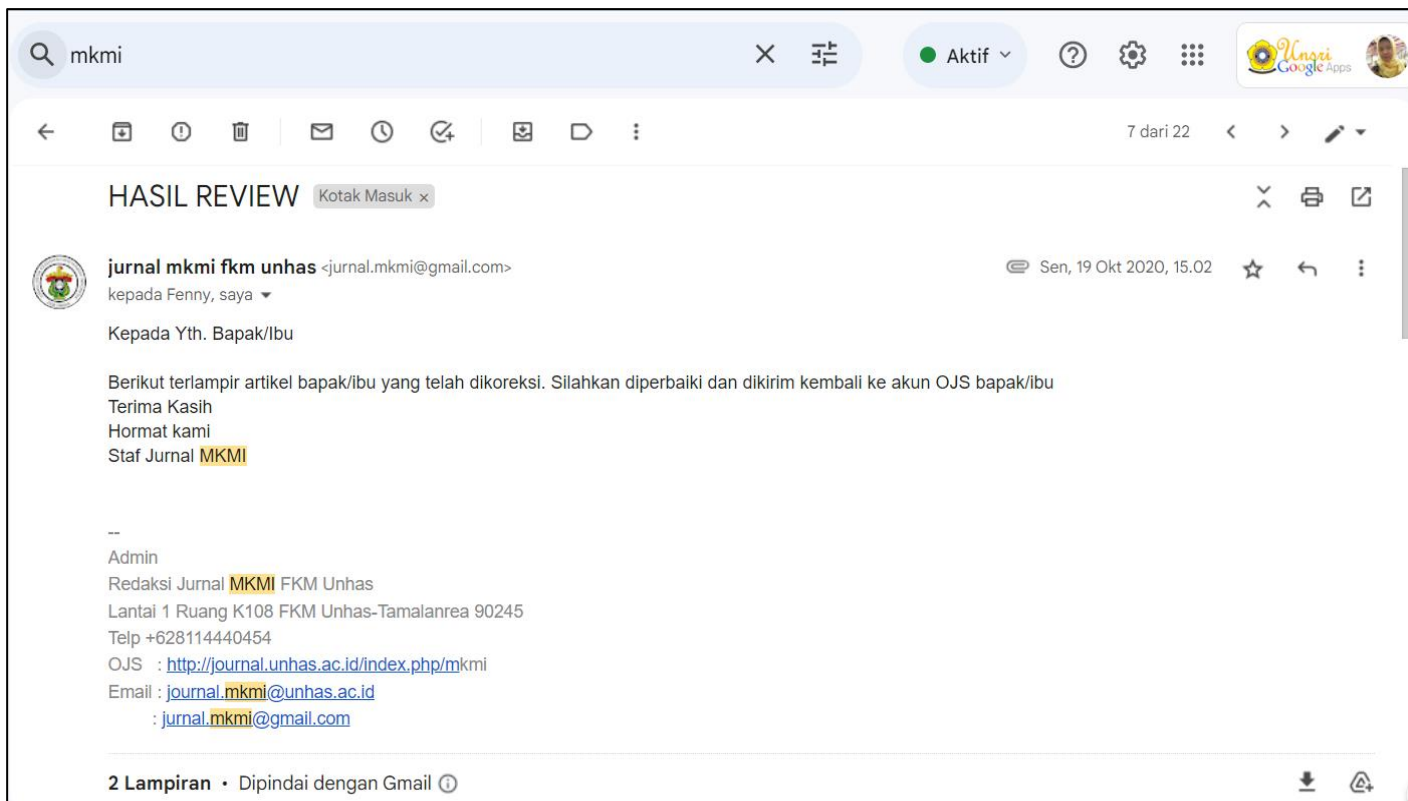 mkmi
Aktif
Unsri
Google Apps
7 dari 22
HASIL REVIEW Kotak Masuk x
jurnal mkmi fkm unhas <jurnal.mkmi@gmail.com>
Sen, 19 Okt 2020, 15.02
kepada Fenny, saya
Kepada Yth. Bapak/Ibu
Berikut terlampir artikel bapak/ibu yang telah dikoreksi. Silahkan diperbaiki dan dikirim kembali ke akun OJS bapak/ibu
Terima Kasih
Hormat kami
Staf Jurnal MKMI
--
Admin
Redaksi Jurnal MKMI FKM Unhas
Lantai 1 Ruang K108 FKM Unhas-Tamalanrea 90245
Telp +628114440454
OJS : http://journal.unhas.ac.id/index.php/mkmi
Email : journal.mkmi@unhas.ac.id
: jurnal.mkmi@gmail.com
2 Lampiran • Dipindai dengan Gmail